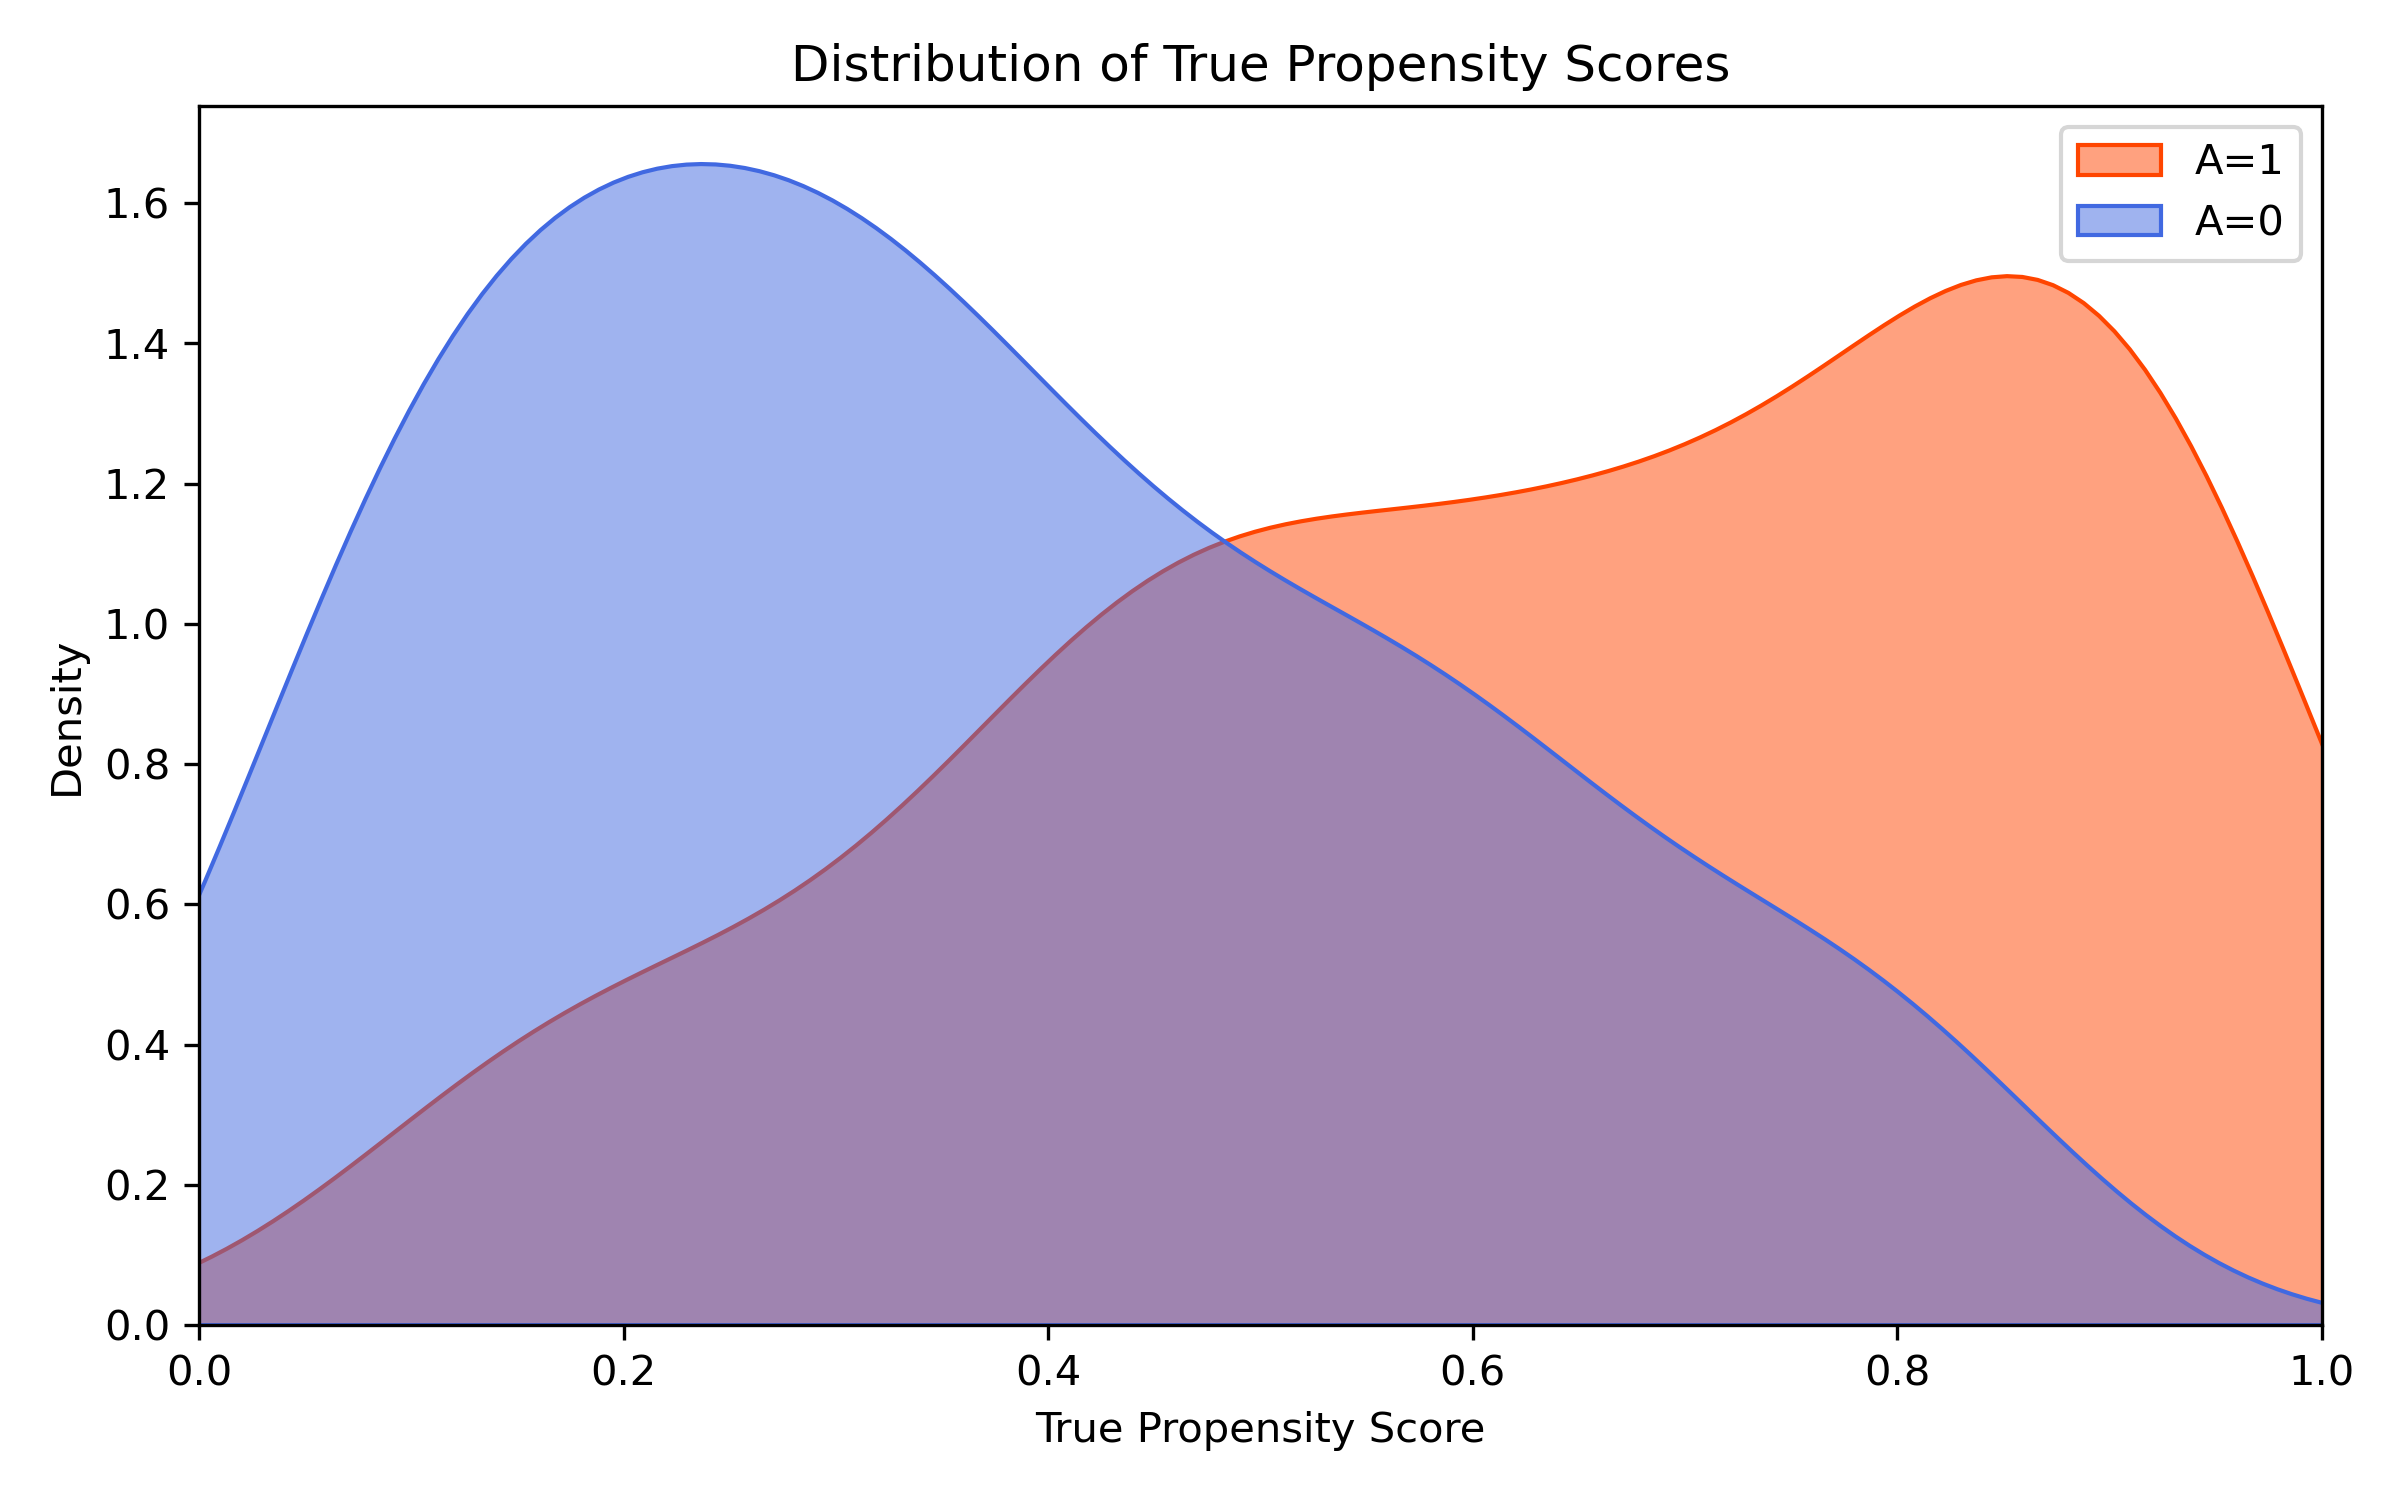 Distribution of True Propensity Scores
A=1
A=0
1.6
1.4
1.2
1.0
0.8
0.6
0.4
0.2
0.0
Density
0.0 0.2 0.4 0.6 0.8 1.0
True Propensity Score